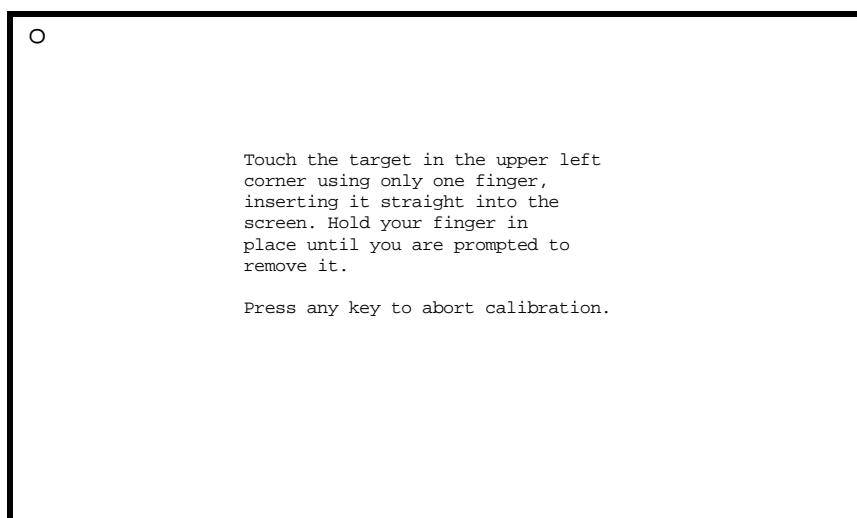 Touch the target in the upper left
corner using only one finger,
inserting it straight into the
screen. Hold your finger in
place until you are prompted to
remove it.
Press any key to abort calibration.